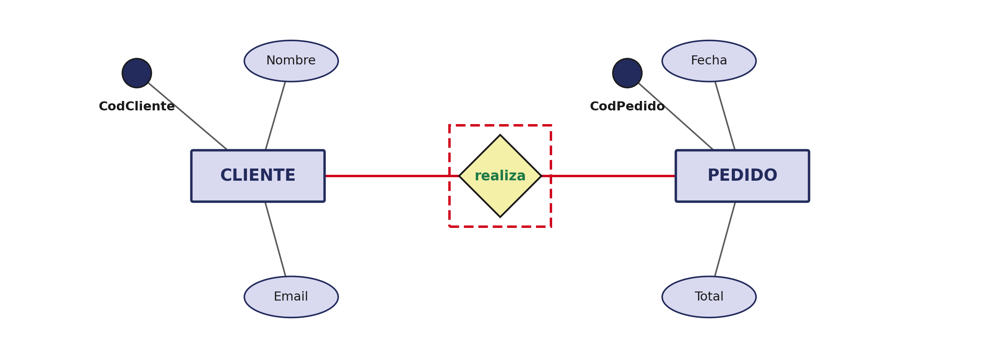 Nombre
Fecha
CodCliente
CodPedido
CLIENTE
realiza
PEDIDO
Email
Total